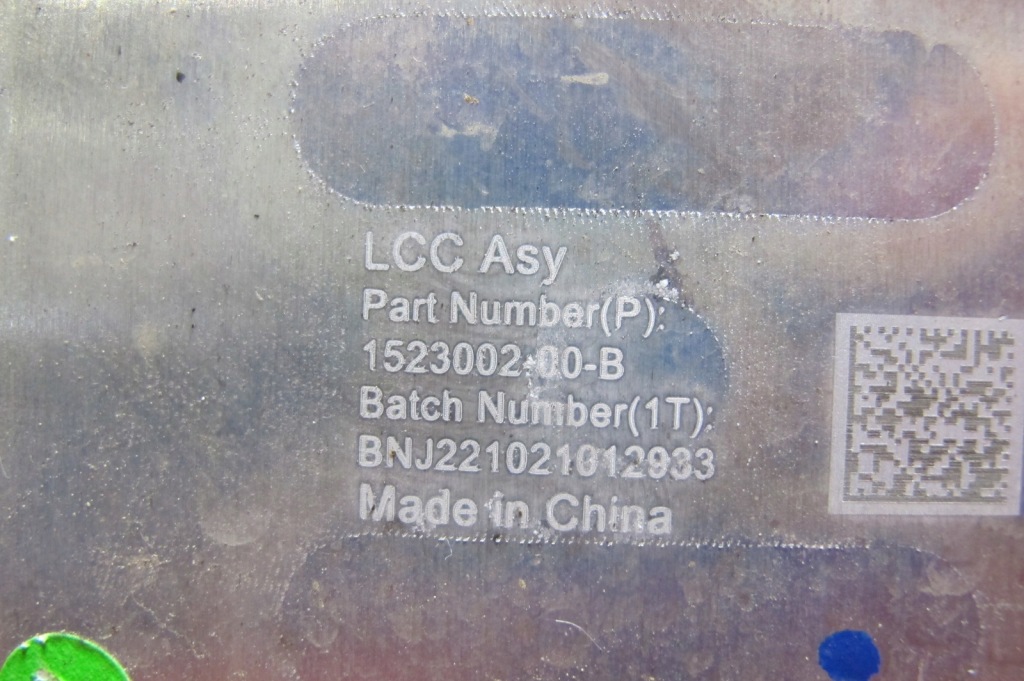 LCC Asy
Part Number(P):
1523002-00-B
Batch Number(1T):
BNJ221021012933
Made in China